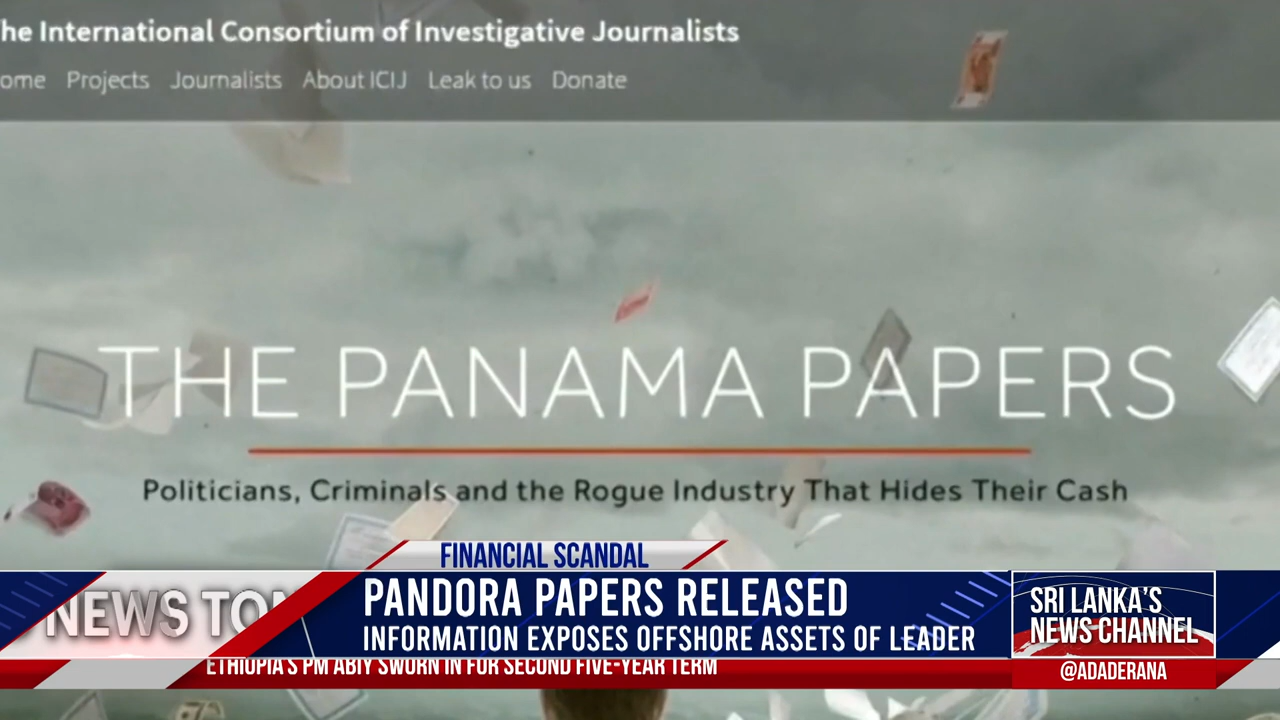 he International Consortium of Investigative Journalists
ome Projects Journalists About ICIJ Leak to us Donate
THE PANAMA PAPERS
Politicians, Criminals and the Rogue Industry That Hides Their Cash
FINANCIAL SCANDAL
NEWS TO
PANDORA PAPERS RELEASED
INFORMATION EXPOSES OFFSHORE ASSETS OF LEADER
SRI LANKA'S
NEWS CHANNEL
ETHIOPIA'S PM ABIY SWORN IN FOR SECOND FIVE-YEAR TERM
@ADADERANA